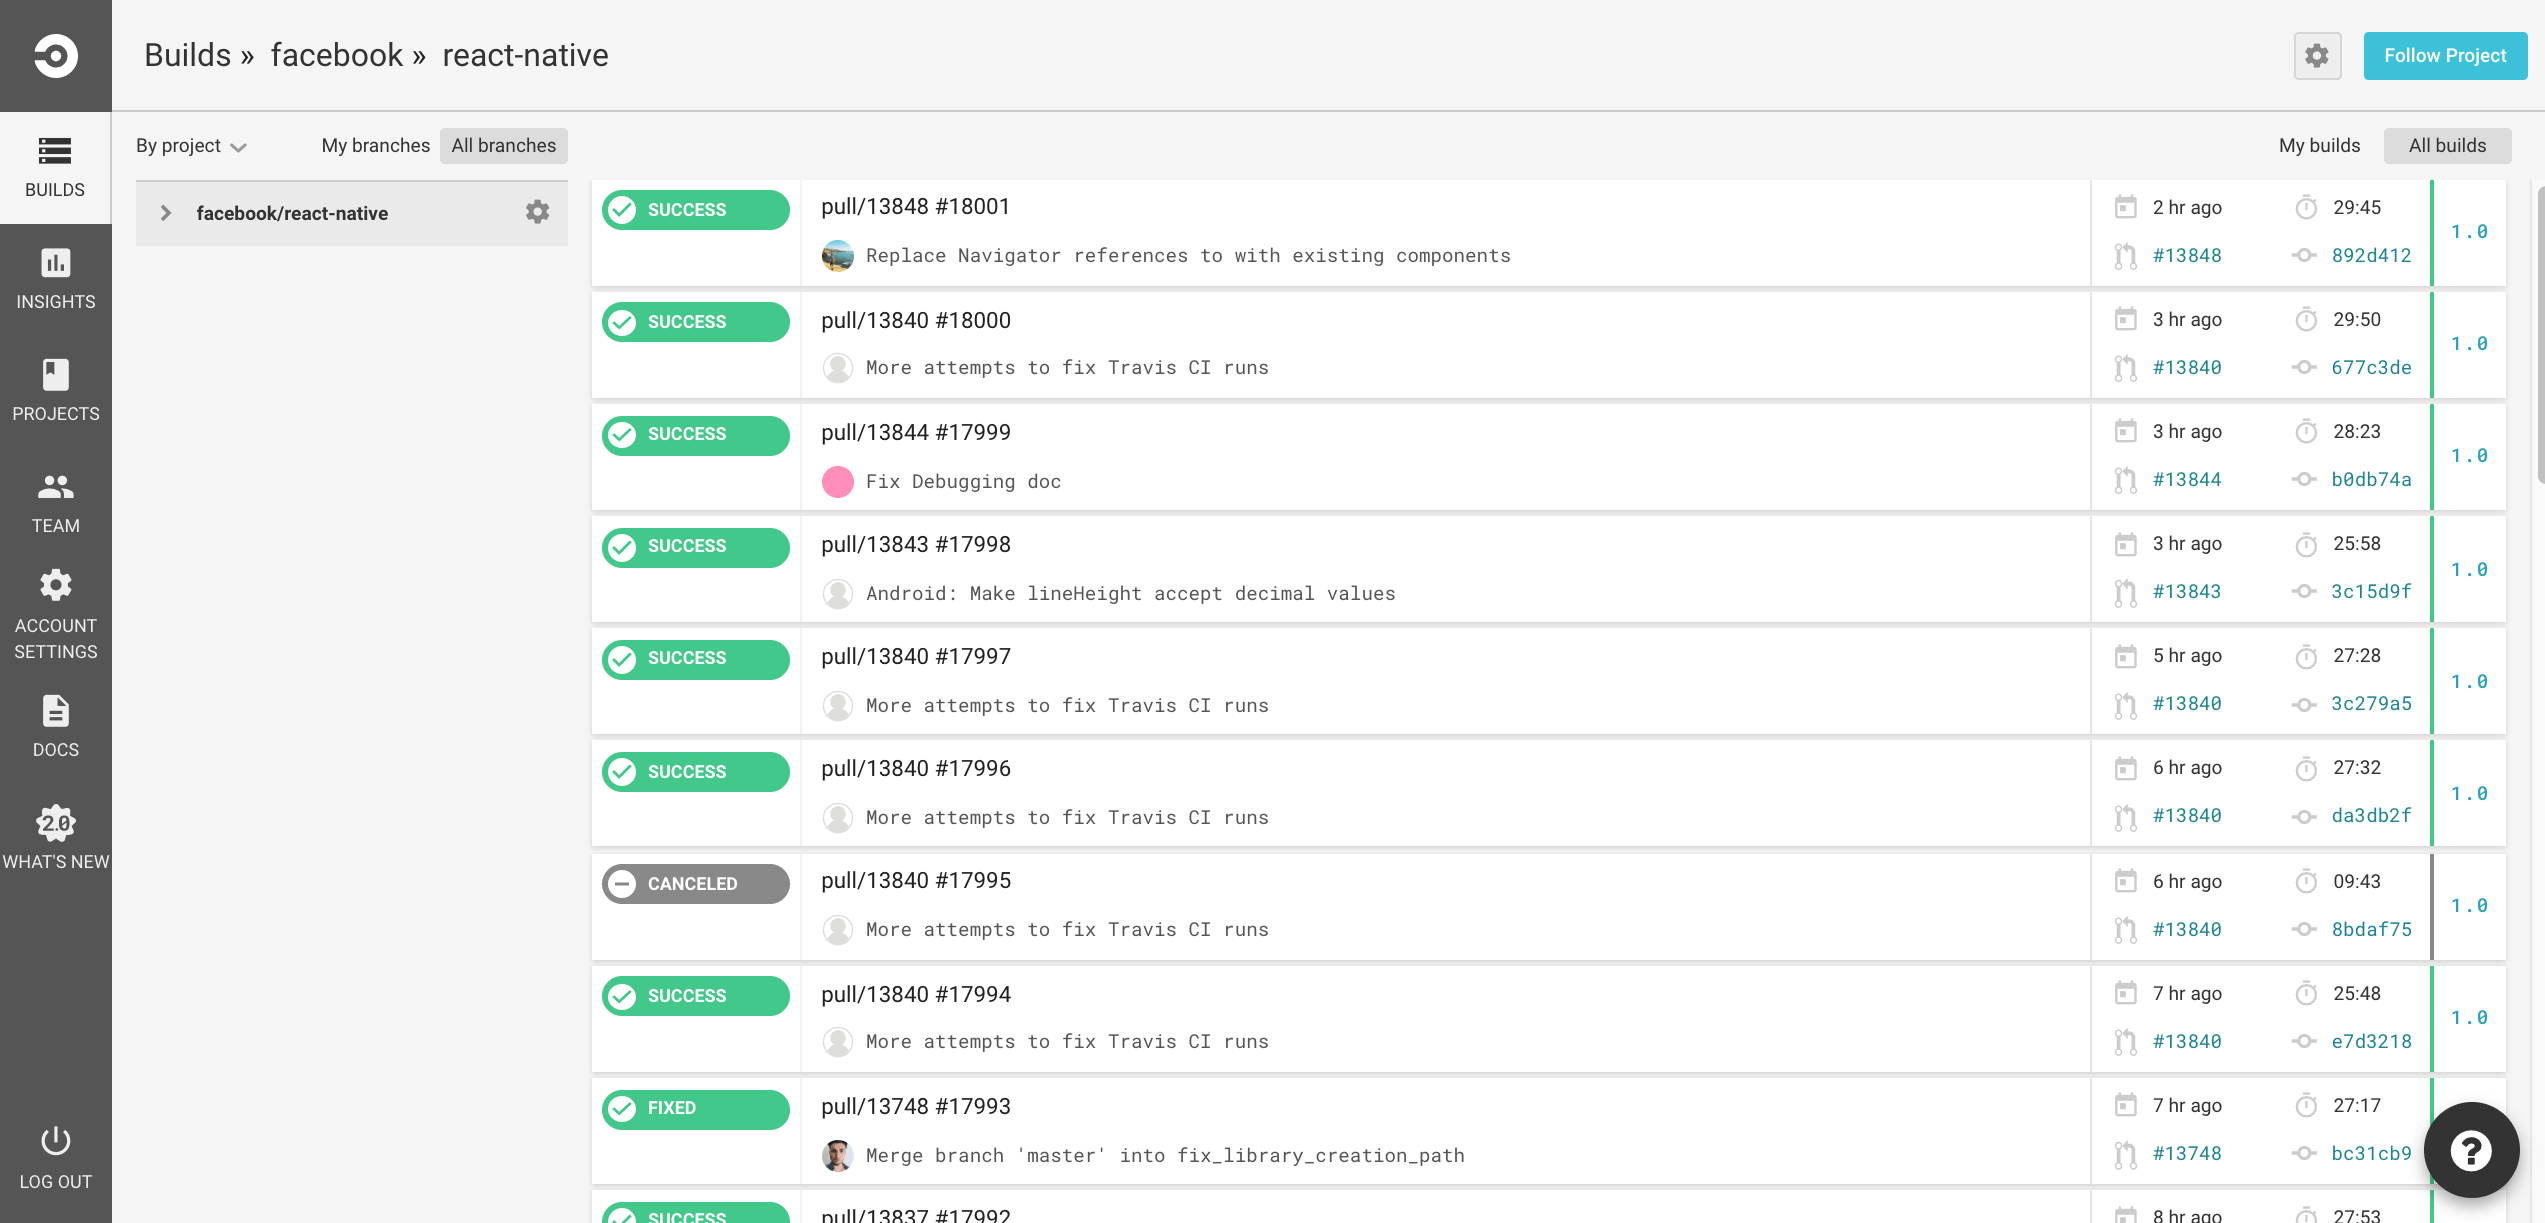 Builds » facebook » react-native
Follow Project
BUILDS
INSIGHTS
PROJECTS
TEAM
ACCOUNT
SETTINGS
DOCS
2.0
WHAT'S NEW
LOG OUT
By project
My branches
All branches
My builds
All builds
facebook/react-native
SUCCESS
pull/13848 #18001
2 hr ago
29:45
Replace Navigator references to with existing components
#13848
892d412
1.0
SUCCESS
pull/13840 #18000
3 hr ago
29:50
More attempts to fix Travis CI runs
#13840
677c3de
1.0
SUCCESS
pull/13844 #17999
3 hr ago
28:23
Fix Debugging doc
#13844
b0db74a
1.0
SUCCESS
pull/13843 #17998
3 hr ago
25:58
Android: Make lineHeight accept decimal values
#13843
3c15d9f
1.0
SUCCESS
pull/13840 #17997
5 hr ago
27:28
More attempts to fix Travis CI runs
#13840
3c279a5
1.0
SUCCESS
pull/13840 #17996
6 hr ago
27:32
More attempts to fix Travis CI runs
#13840
da3db2f
1.0
CANCELED
pull/13840 #17995
6 hr ago
09:43
More attempts to fix Travis CI runs
#13840
8bdaf75
1.0
SUCCESS
pull/13840 #17994
7 hr ago
25:48
More attempts to fix Travis CI runs
#13840
e7d3218
1.0
FIXED
pull/13748 #17993
7 hr ago
27:17
Merge branch 'master' into fix_library_creation_path
#13748
bc31cb9
?
SUCCESS
pull/13837 #17992
8 hr ago
27:53